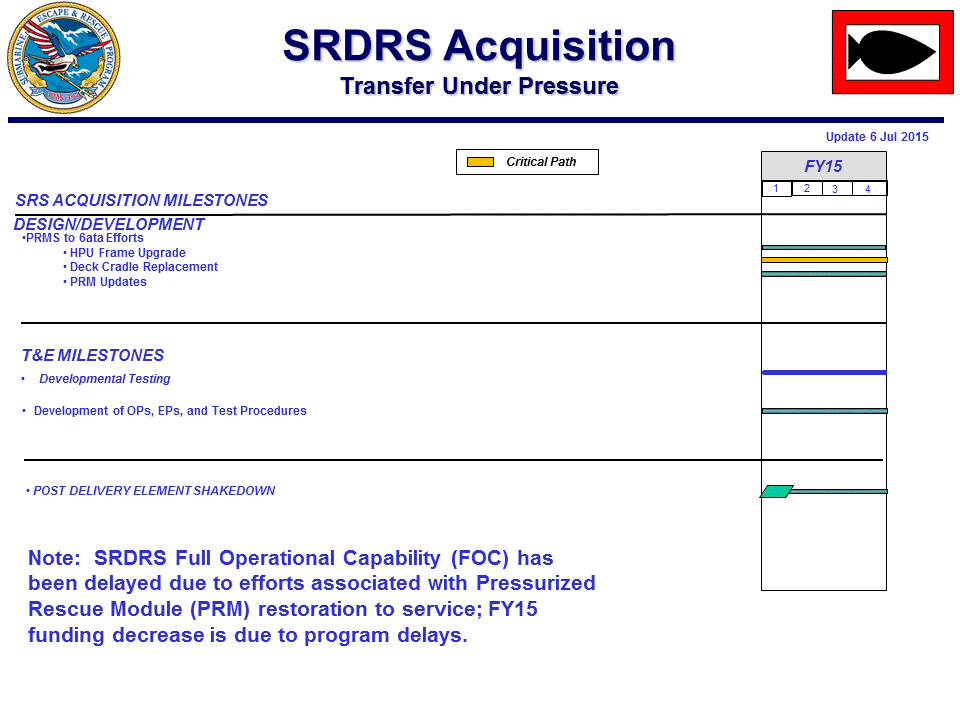 SRDRS Acquisition
Transfer Under Pressure
SUBMARINE ESCAPE & RESCUE PROGRAM
Update 6 Jul 2015
Critical Path
FY15
1 2 3 4
SRS ACQUISITION MILESTONES
DESIGN/DEVELOPMENT
•PRMS to 6ata Efforts
• HPU Frame Upgrade
• Deck Cradle Replacement
• PRM Updates
T&E MILESTONES
• Developmental Testing
• Development of OPs, EPs, and Test Procedures
• POST DELIVERY ELEMENT SHAKEDOWN
Note: SRDRS Full Operational Capability (FOC) has
been delayed due to efforts associated with Pressurized
Rescue Module (PRM) restoration to service; FY15
funding decrease is due to program delays.